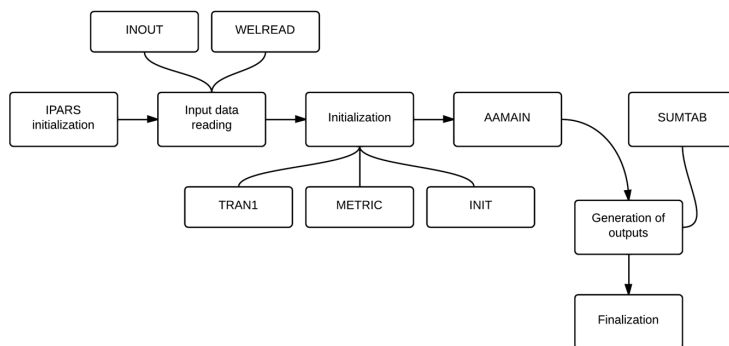 INOUT
WELREAD
IPARS
initialization
Input data
reading
Initialization
AAMAIN
SUMTAB
TRAN1
METRIC
INIT
Generation of
outputs
Finalization